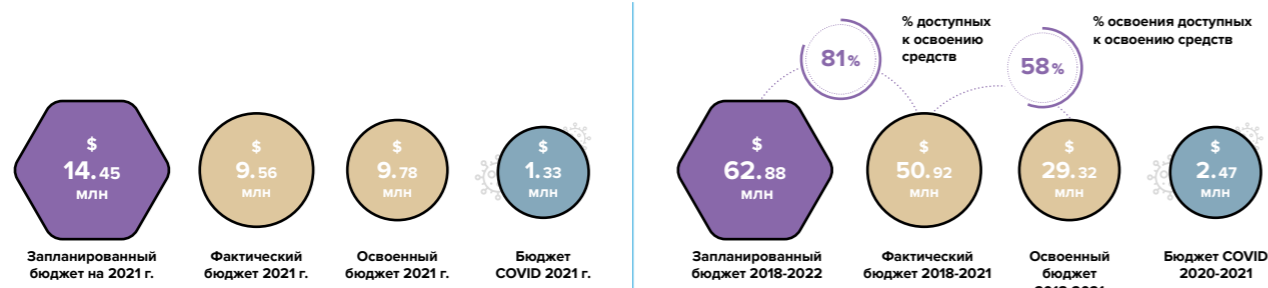 $
14.45
млн
Запланированный
бюджет на 2021 г.
$
9.56
млн
Фактический
бюджет 2021 г.
$
9.78
млн
Освоенный
бюджет 2021 г.
$
1.33
млн
Бюджет
COVID 2021 г.
81%
% доступных
к освоению
средств
58%
% освоения доступных
к освоению средств
$
62.88
млн
Запланированный
бюджет 2018-2022
$
50.92
млн
Фактический
бюджет 2018-2021
$
29.32
млн
Освоенный
бюджет
$
2.47
млн
Бюджет COVID
2020-2021